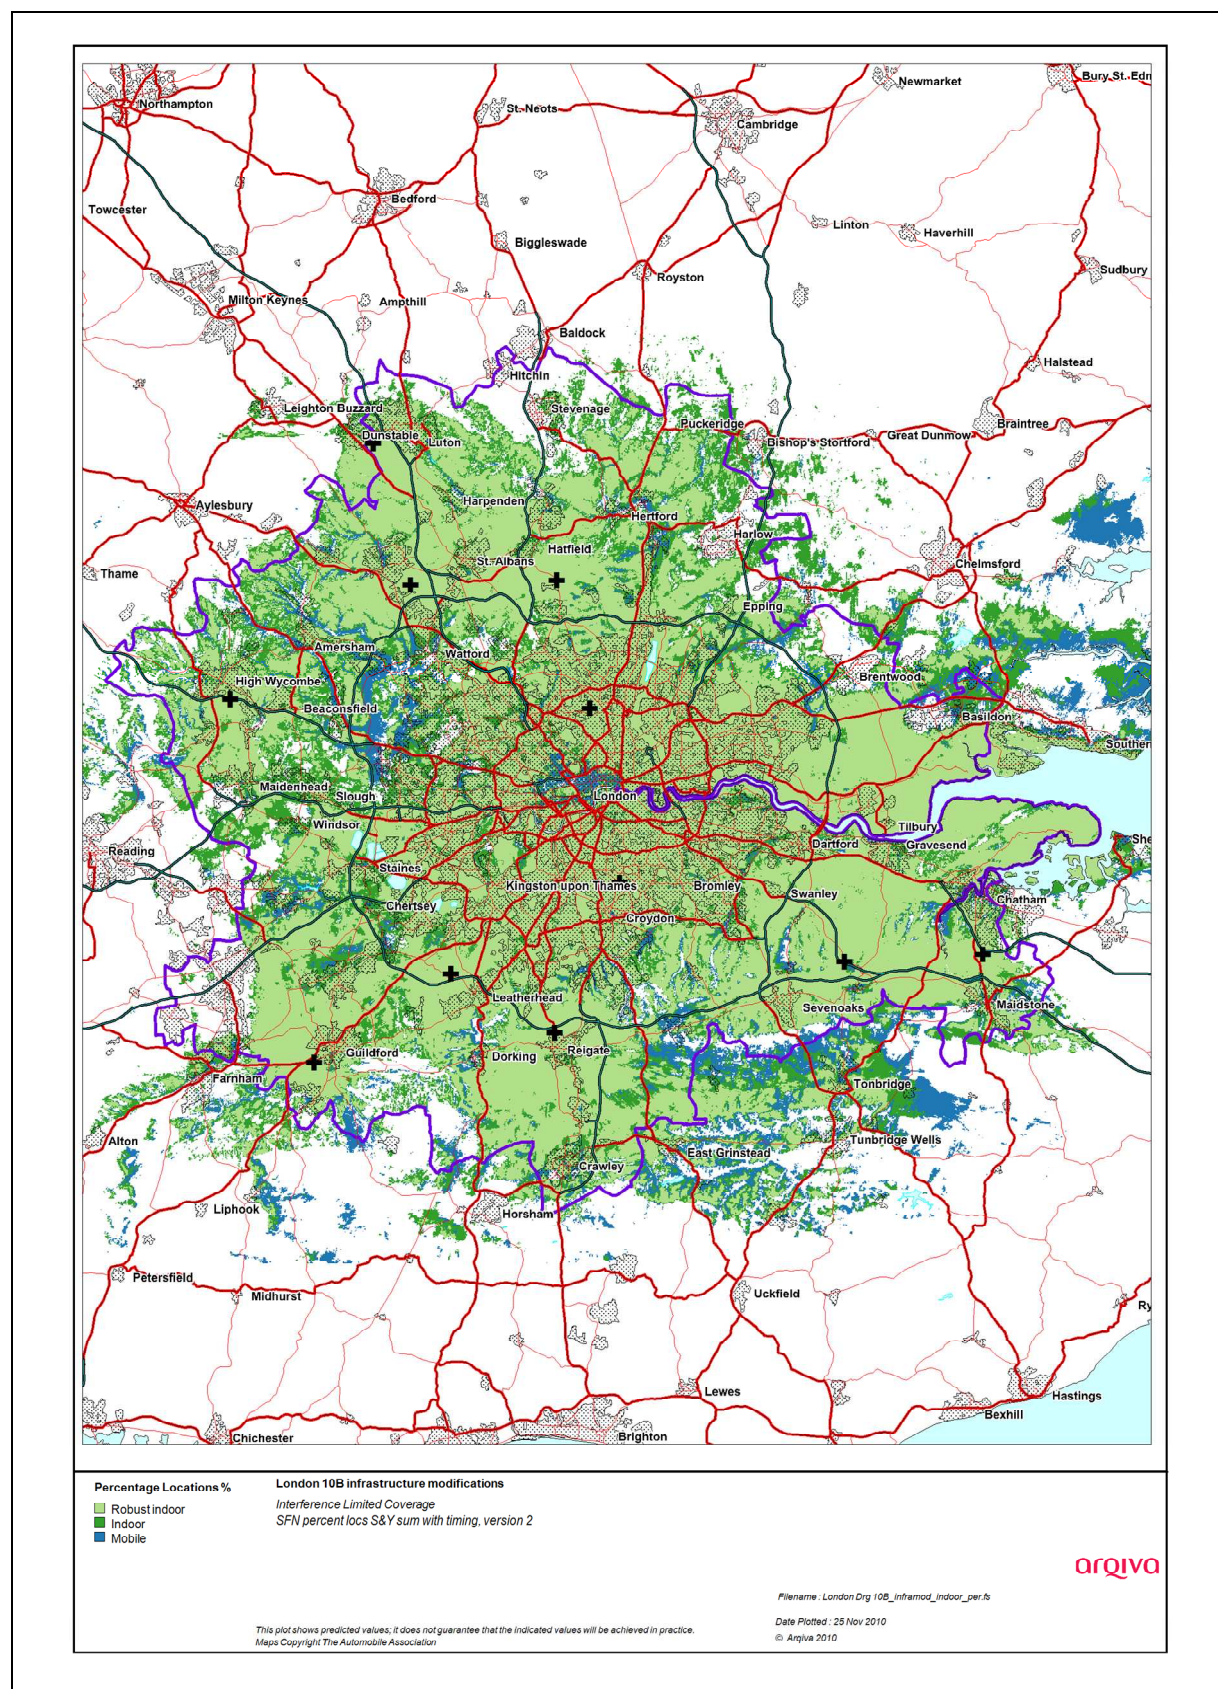 Newmarket
Bury St. Edn
Northampton
St. Neots
Cambridge
Bedford
Towcester
Linton
Haverhill
Biggleswade
Sudbury
Royston
Milton Keynes
Ampthill
Baldock
Halstead
Hitchin
Leighton Buzzard
Stevenage
Puckeridge
Braintree
Dunstable
Luton
Bishop's Stortford
Great Dunmow
Harpenden
Aylesbury
Hertford
Harlow
Hatfield
St. Albans
Chelmsford
Thame
Epping
Amersham
Watford
High Wycombe
Brentwood
Beaconsfield
Basildon
Southen
Maidenhead
Slough
London
Windsor
Tilbury
Reading
Dartford
Gravesend
She
Staines
Kingston upon Thames
Bromley
Swanley
Chertsey
Chatham
Croydon
Leatherhead
Sevenoaks
Maidstone
Guildford
Dorking
Reigate
Farnham
Tonbridge
Alton
Tunbridge Wells
East Grinstead
Crawley
Liphook
Horsham
Petersfield
Midhurst
Uckfield
Ry
Lewes
Hastings
Bexhill
Chichester
Brighton
Percentage Locations %
Robust indoor
Indoor
Mobile
London 10B infrastructure modifications
Interference Limited Coverage
SFN percent locs S&Y sum with timing, version 2
arqiva
Filename : London Drg 10B_inframod_indoor_per.fs
Date Plotted : 25 Nov 2010
© Arqiva 2010
This plot shows predicted values; it does not guarantee that the indicated values will be achieved in practice.
Maps Copyright The Automobile Association